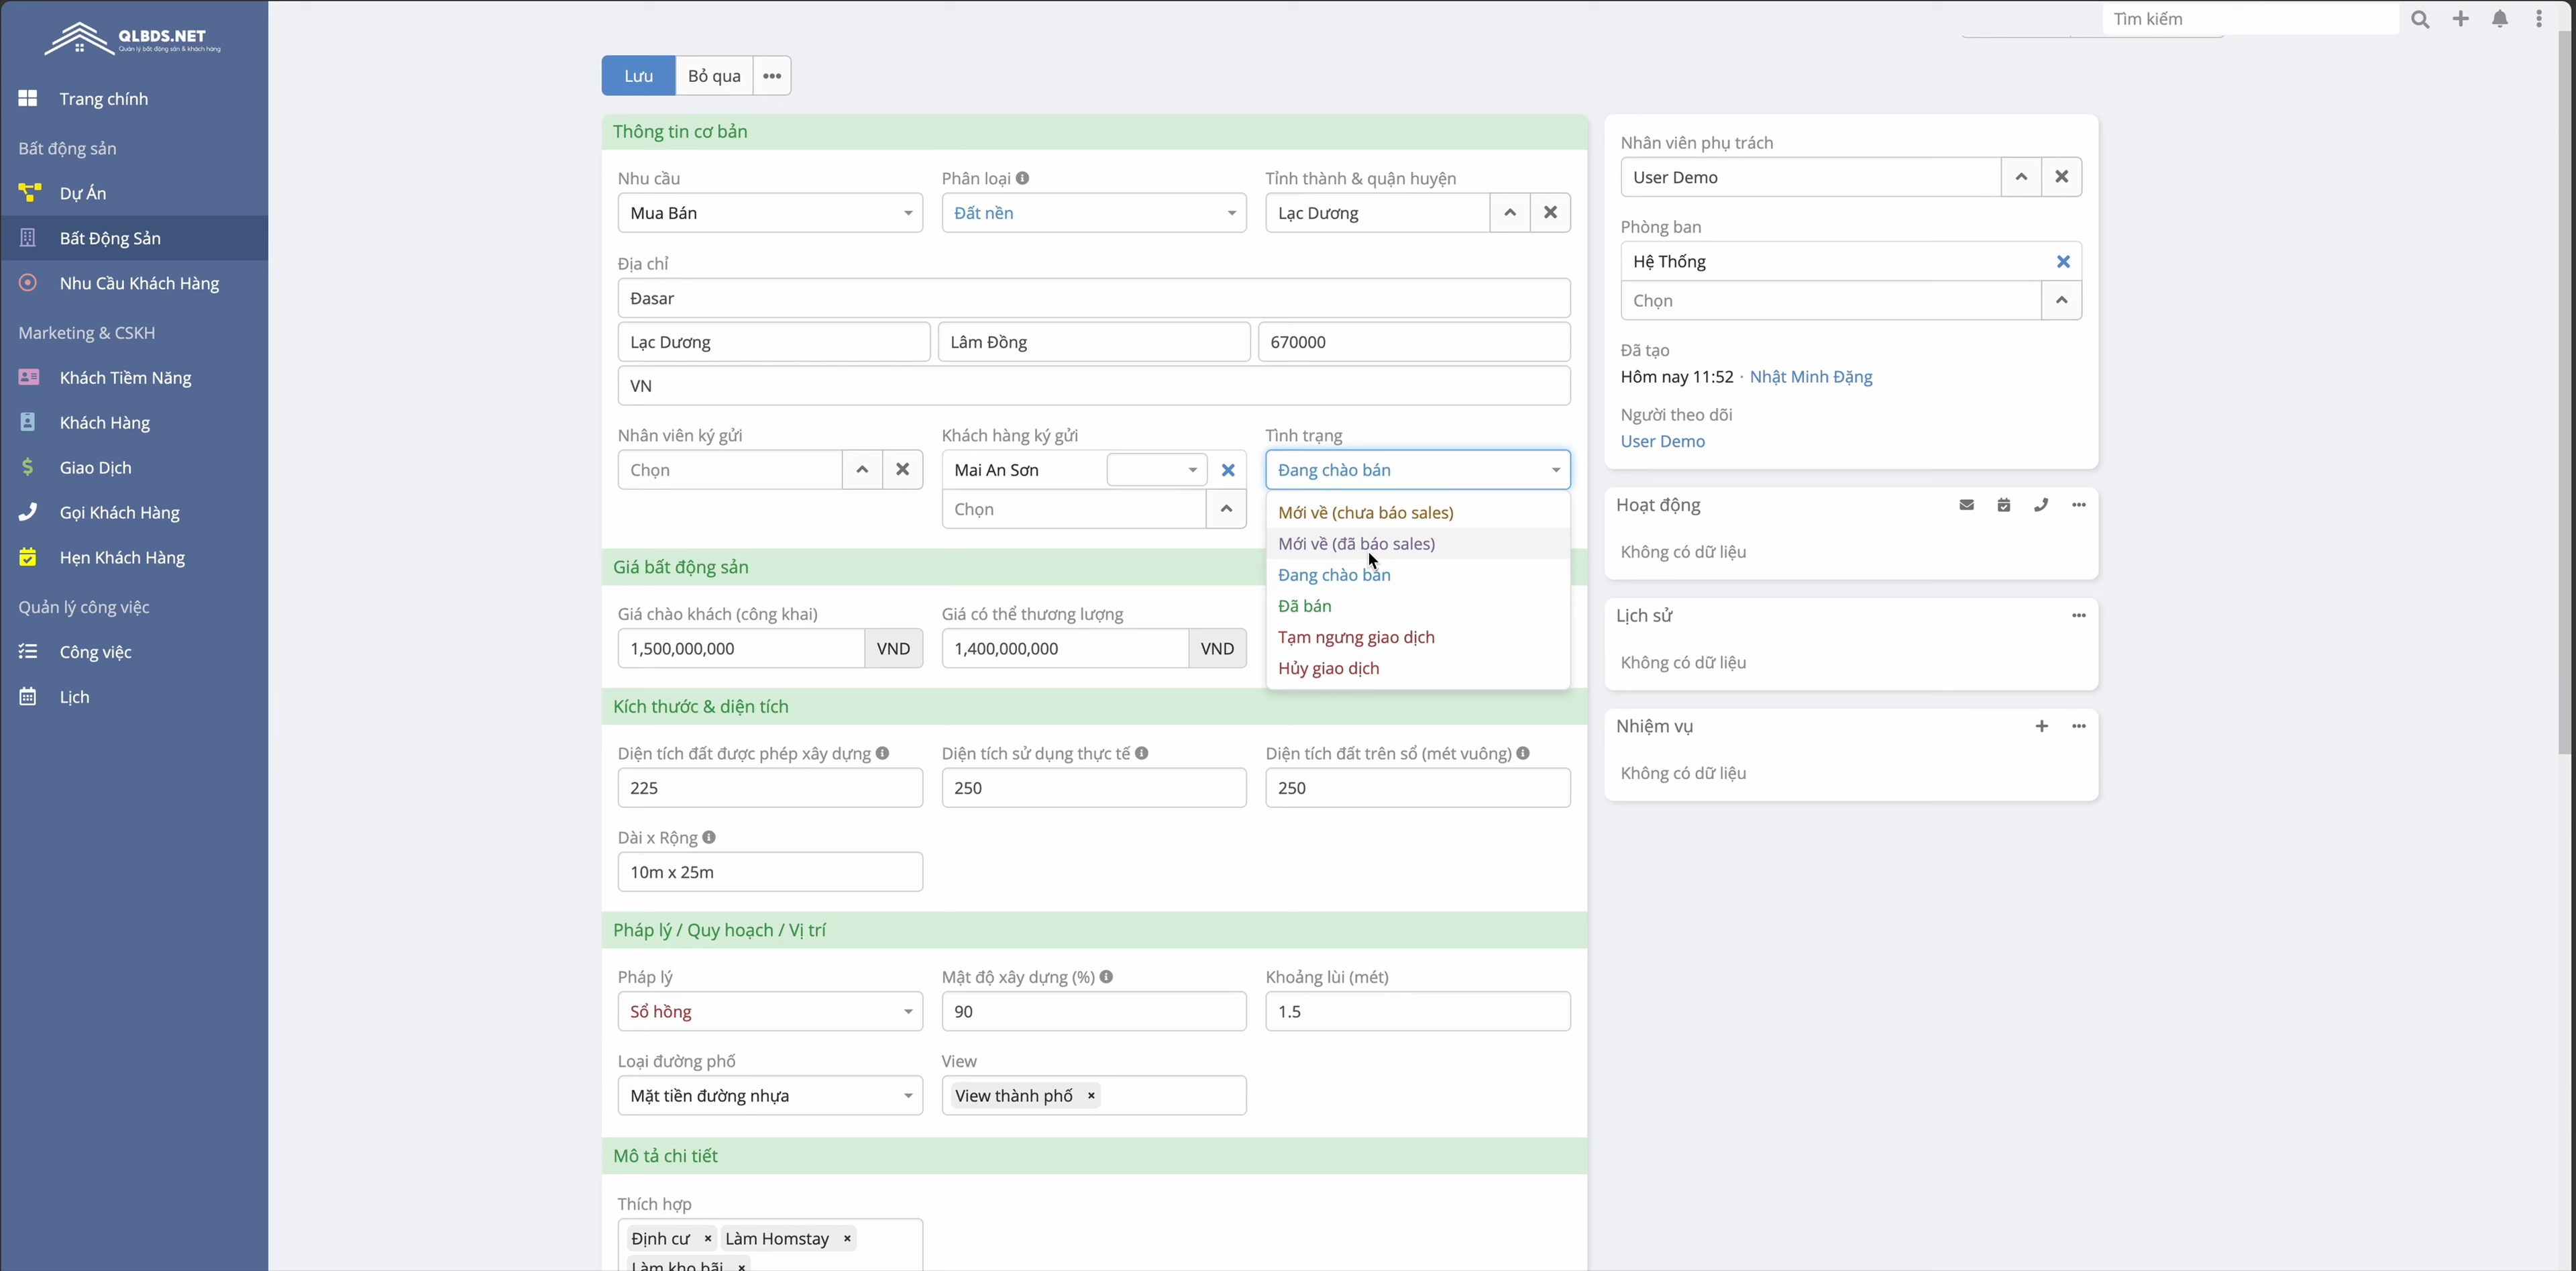 QLBDS.NET
Quản lý bất động sản & khách hàng
Trang chính
Bất động sản
Dự Án
Bất Động Sản
Nhu Cầu Khách Hàng
Marketing & CSKH
Khách Tiềm Năng
Khách Hàng
Giao Dịch
Gọi Khách Hàng
Hẹn Khách Hàng
Quản lý công việc
Công việc
Lịch
Tìm kiếm
Lưu Bỏ qua
Thông tin cơ bản
Nhu cầu Phân loại Tỉnh thành & quận huyện
Mua Bán Đất nền Lạc Dương
Địa chỉ
Đasar
Lạc Dương Lâm Đồng 670000
VN
Nhân viên ký gửi Khách hàng ký gửi Tình trạng
Chọn Mai An Sơn Đang chào bán
Chọn
Mới về (chưa báo sales)
Mới về (đã báo sales)
Đang chào bán
Đã bán
Tạm ngưng giao dịch
Hủy giao dịch
Giá bất động sản
Giá chào khách (công khai) Giá có thể thương lượng
1,500,000,000 VND 1,400,000,000 VND
Kích thước & diện tích
Diện tích đất được phép xây dựng Diện tích sử dụng thực tế Diện tích đất trên sổ (mét vuông)
225 250 250
Dài x Rộng
10m x 25m
Pháp lý / Quy hoạch / Vị trí
Pháp lý Mật độ xây dựng (%) Khoảng lùi (mét)
Sổ hồng 90 1.5
Loại đường phố View
Mặt tiền đường nhựa View thành phố ×
Mô tả chi tiết
Thích hợp
Định cư × Làm Homstay ×
Làm kho bãi ×
Nhân viên phụ trách
User Demo
Phòng ban
Hệ Thống
Chọn
Đã tạo
Hôm nay 11:52 · Nhật Minh Đặng
Người theo dõi
User Demo
Hoạt động
Không có dữ liệu
Lịch sử
Không có dữ liệu
Nhiệm vụ
Không có dữ liệu